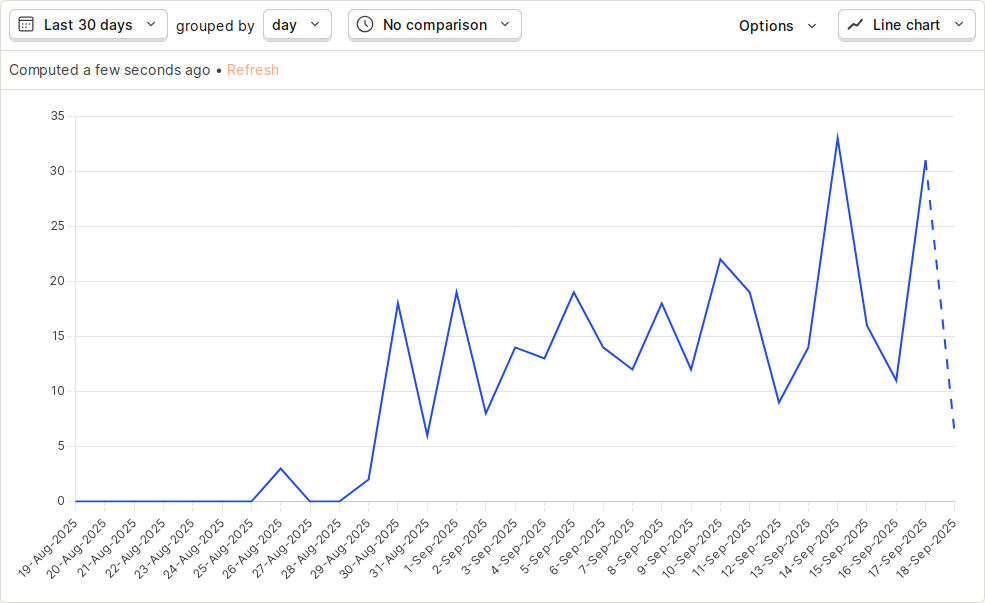 Last 30 days grouped by day No comparison Options Line chart
Computed a few seconds ago • Refresh
35
30
25
20
15
10
5
0
19-Aug-2025
20-Aug-2025
21-Aug-2025
22-Aug-2025
23-Aug-2025
24-Aug-2025
25-Aug-2025
26-Aug-2025
27-Aug-2025
28-Aug-2025
29-Aug-2025
30-Aug-2025
31-Aug-2025
1-Sep-2025
2-Sep-2025
3-Sep-2025
4-Sep-2025
5-Sep-2025
6-Sep-2025
7-Sep-2025
8-Sep-2025
9-Sep-2025
10-Sep-2025
11-Sep-2025
12-Sep-2025
13-Sep-2025
14-Sep-2025
15-Sep-2025
16-Sep-2025
17-Sep-2025
18-Sep-2025